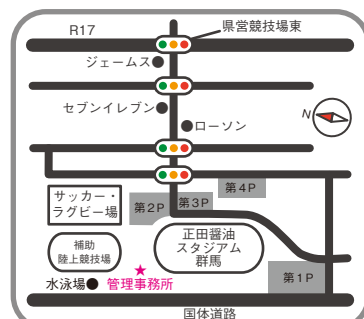 R17
県営競技場東
ジェームス
セブンイレブン
ローソン
N
サッカー・
ラグビー場
第2P
第3P
第4P
補助
陸上競技場
正田醤油
スタジアム
群馬
第1P
水泳場
★
管理事務所
国体道路